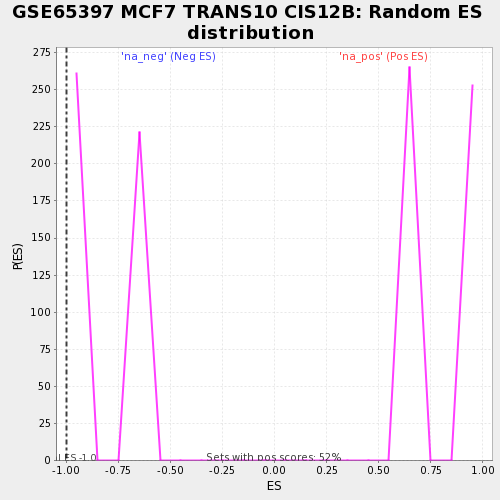 GSE65397 MCF7 TRANS10 CIS12B: Random ES
distribution
'na_neg' (Neg ES)
'na_pos' (Pos ES)
275
250
225
200
175
150
125
100
75
50
25
0
P(ES)
ES -1.0
Sets with pos scores: 52%
-1.00 -0.75 -0.50 -0.25 0.00 0.25 0.50 0.75 1.00
ES